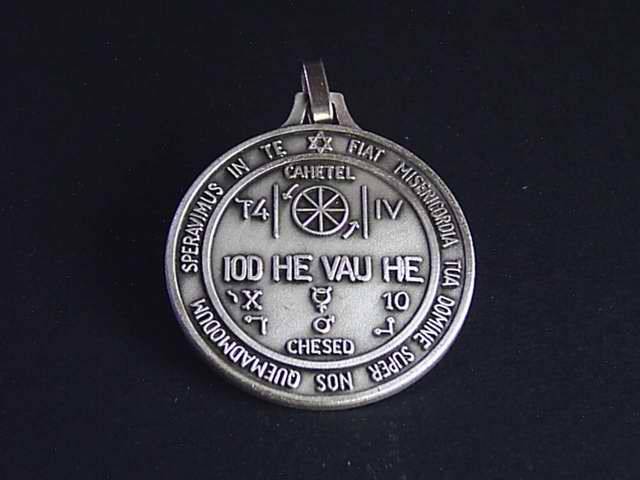 FIAT MISERICORDIA TUA DOMINE SUPER NOS QUEMADMODUM SPERAVIMUS IN TE
CAHETEL
T4 IV
IOD HE VAU HE
X 10
CHESED